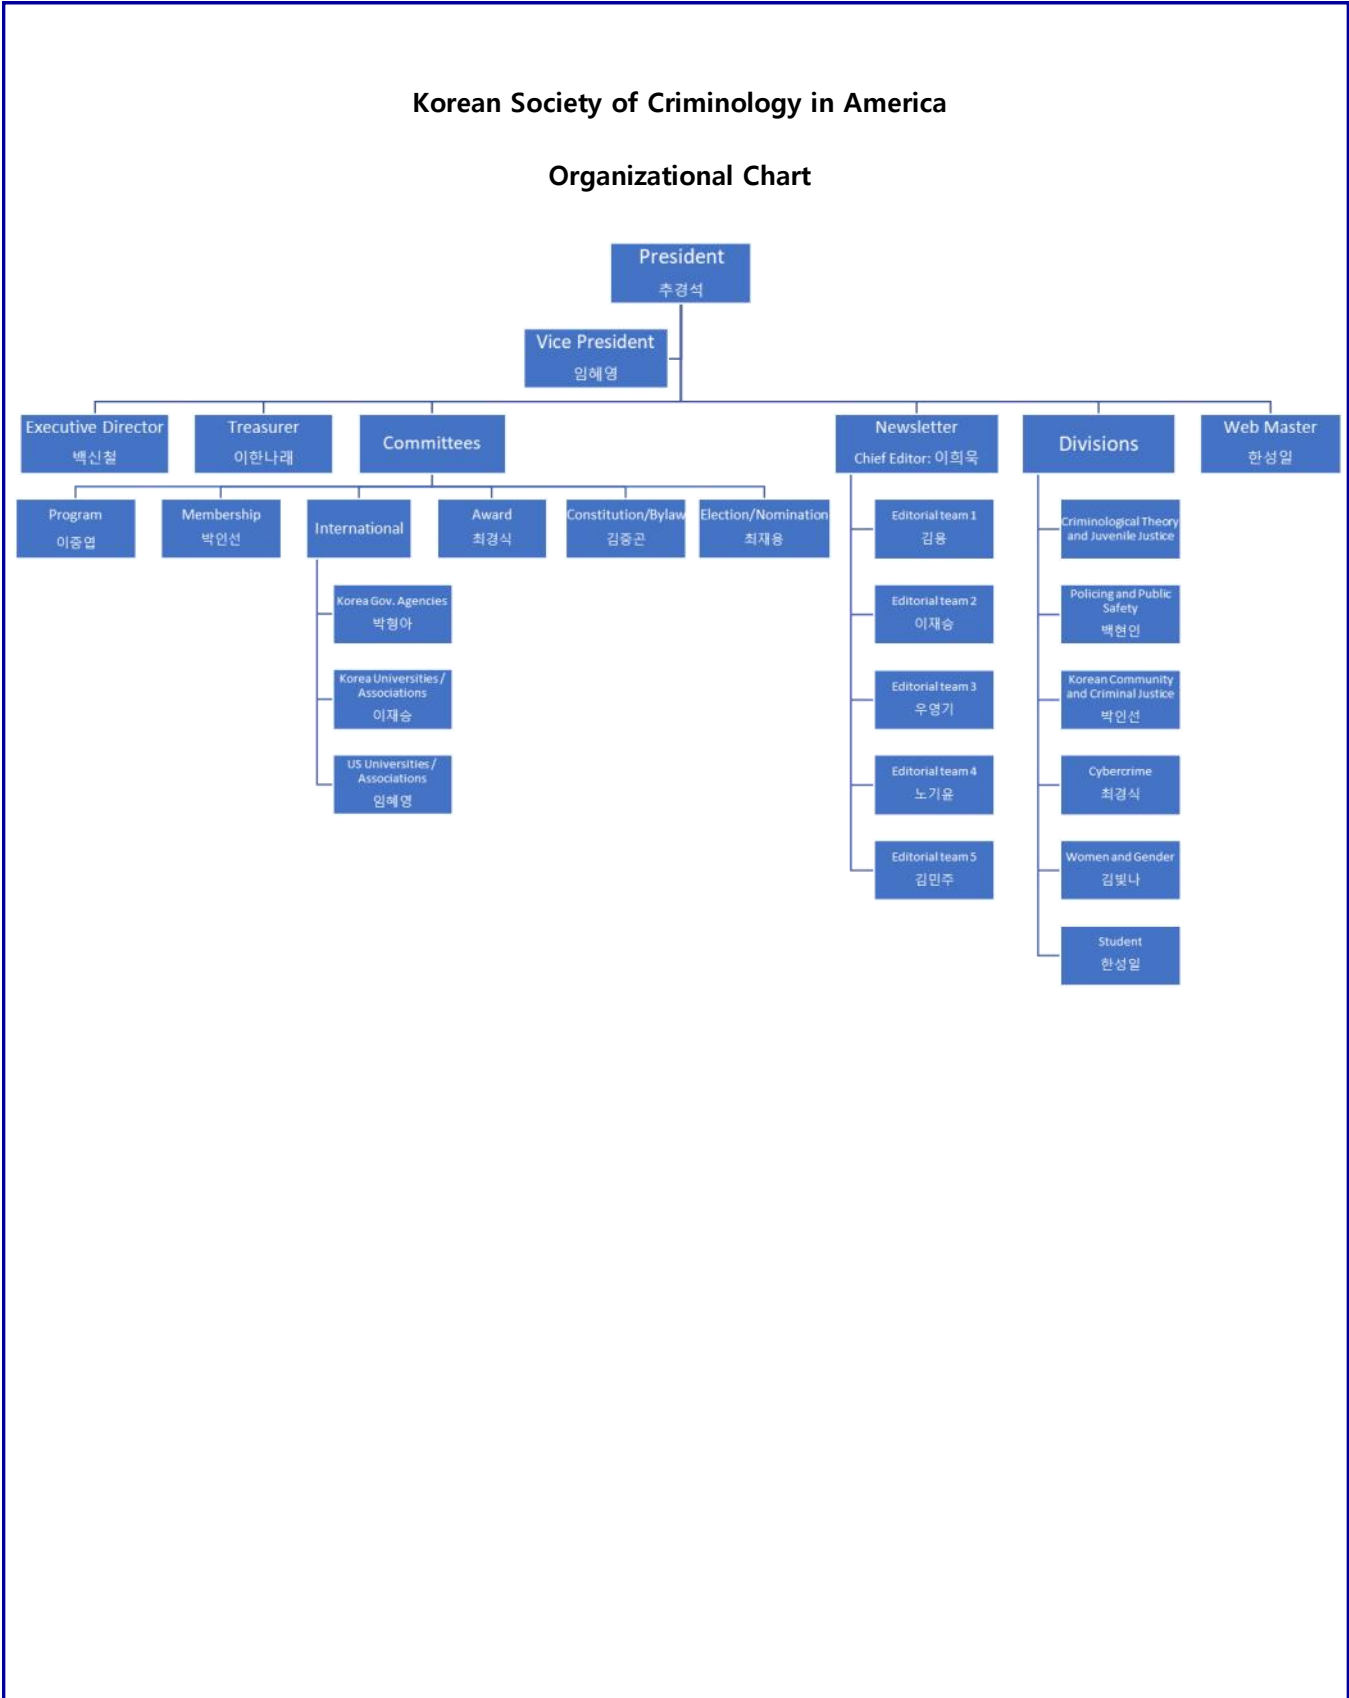 Korean Society of Criminology in America
Organizational Chart
President
추경석
Vice President
임혜영
Executive Director
백신철
Treasurer
이한나래
Committees
Newsletter
Chief Editor: 이희욱
Divisions
Web Master
한성일
Program
이중엽
Membership
박인선
International
Award
최경식
Constitution/Bylaw
김중곤
Election/Nomination
최재용
Korea Gov. Agencies
박형아
Korea Universities /
Associations
이재승
US Universities /
Associations
임혜영
Editorial team 1
김용
Editorial team 2
이재승
Editorial team 3
우영기
Editorial team 4
노기윤
Editorial team 5
김민주
Criminological Theory
and Juvenile Justice
Policing and Public
Safety
백현인
Korean Community
and Criminal Justice
박인선
Cybercrime
최경식
Women and Gender
김빛나
Student
한성일